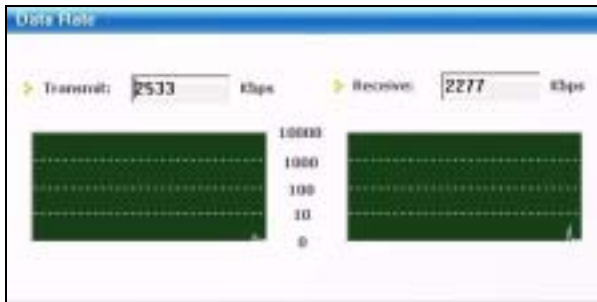 Data Rate
Transmit: 2533 Kbps
Receive: 2277 Kbps
10000
1000
100
10
0